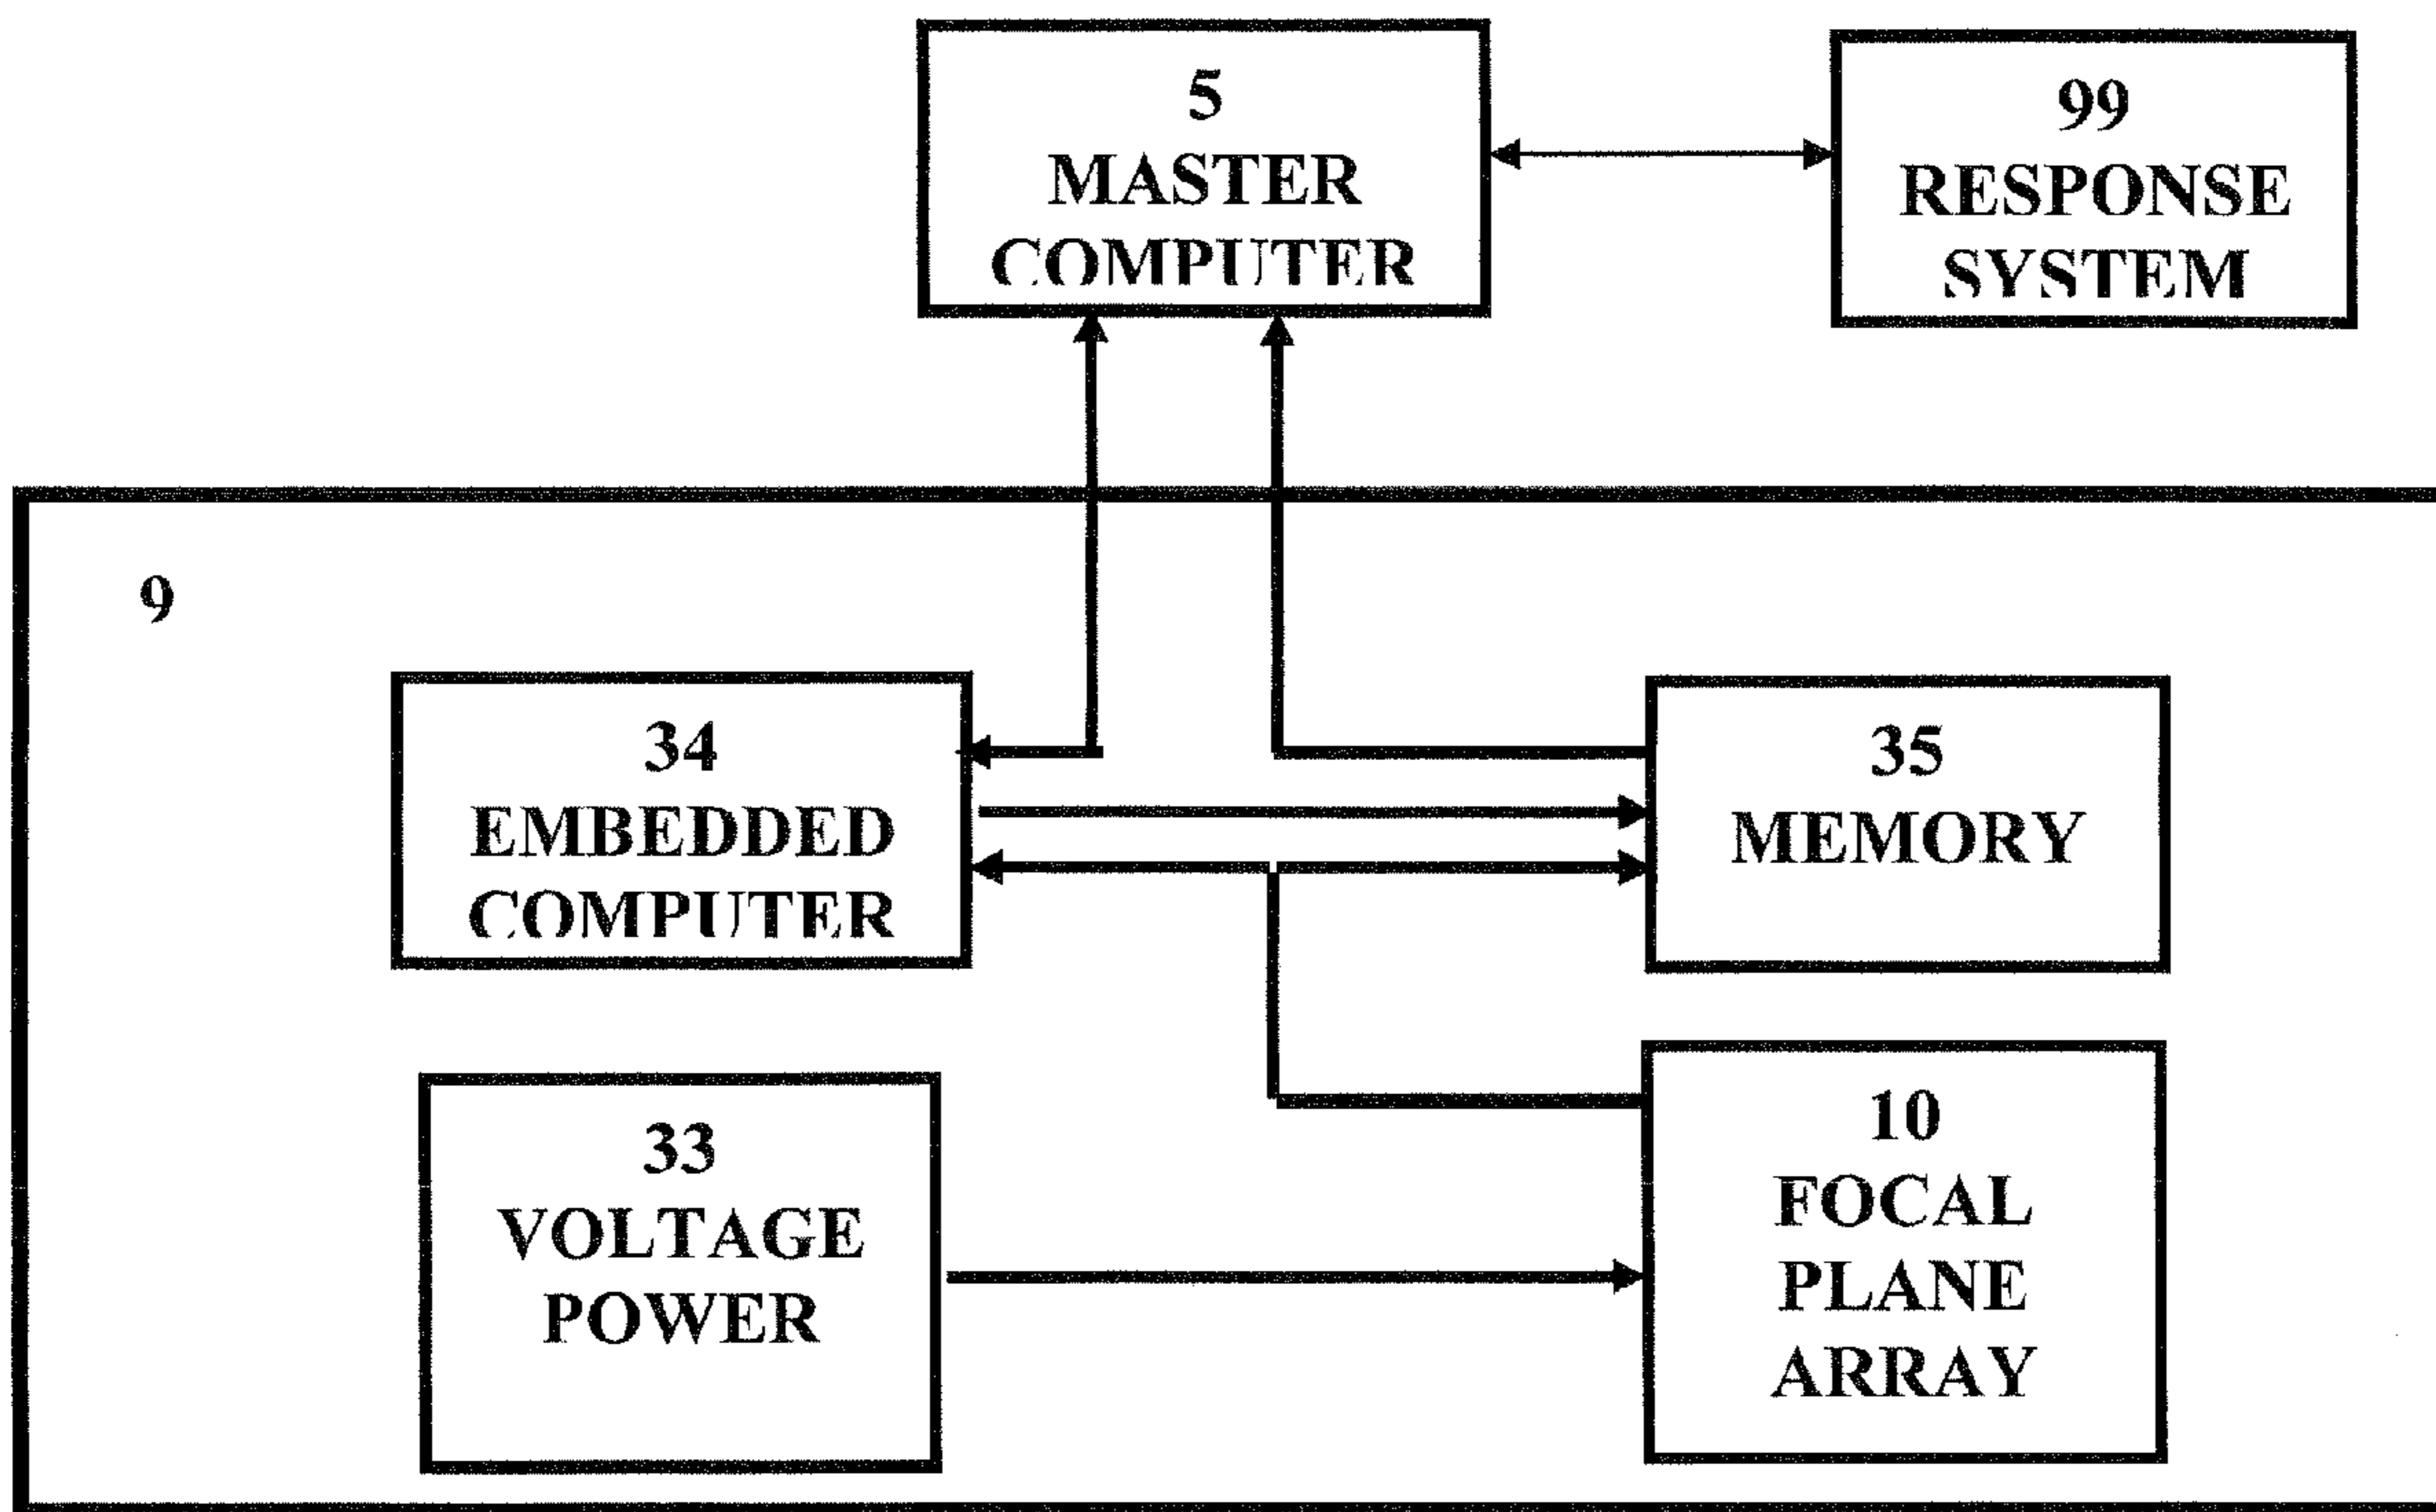 5
MASTER
COMPUTER
99
RESPONSE
SYSTEM
9
34
EMBEDDED
COMPUTER
35
MEMORY
33
VOLTAGE
POWER
10
FOCAL
PLANE
ARRAY